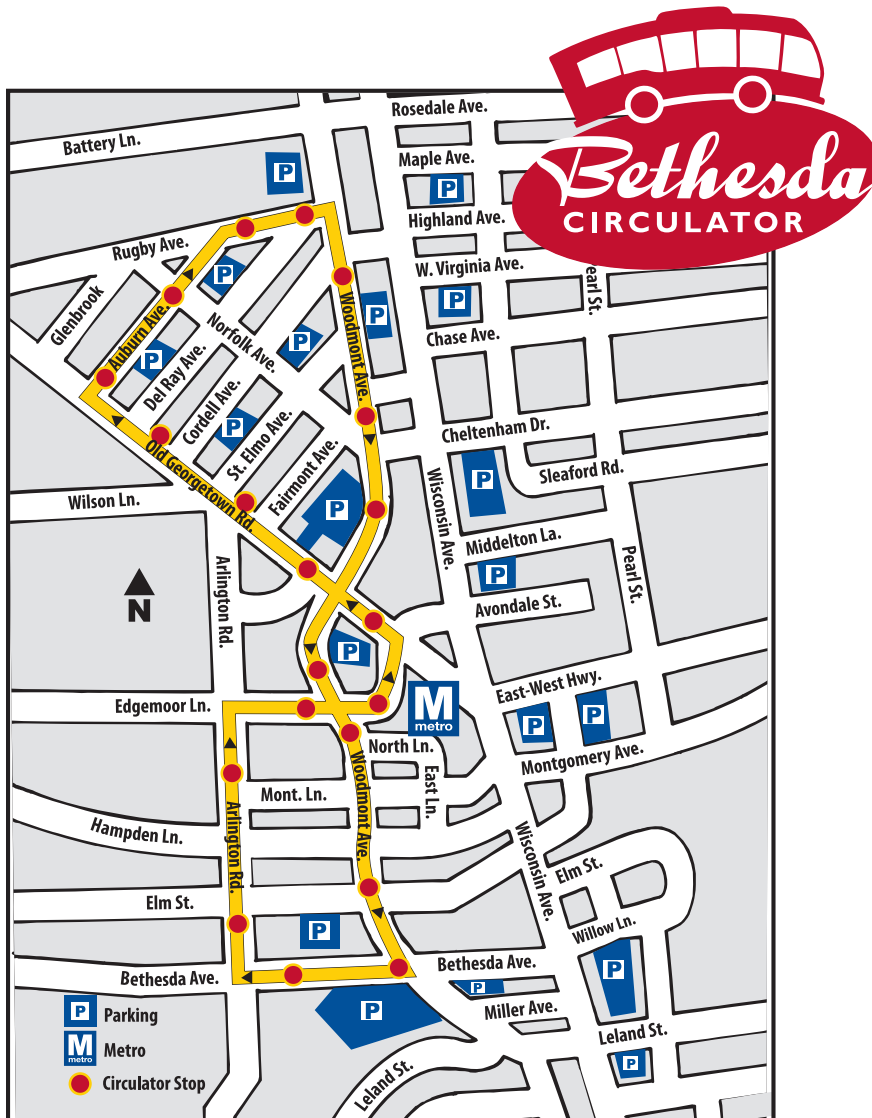 Bethesda
CIRCULATOR
Rosedale Ave.
Battery Ln.
Maple Ave.
P
P
Highland Ave.
Rugby Ave.
W. Virginia Ave.
Pearl St.
P
P
P
Glenbrook
Woodmont Ave.
Auburn Ave.
Norfolk Ave.
Chase Ave.
P
P
Del Ray Ave.
Cordell Ave.
St. Elmo Ave.
P
Cheltenham Dr.
Old Georgetown Rd.
Fairmont Ave.
Sleaford Rd.
Wisconsin Ave.
P
Wilson Ln.
P
Middelton La.
Arlington Rd.
Pearl St.
P
N
Avondale St.
P
East-West Hwy.
Edgemoor Ln.
M
metro
P
P
North Ln.
Montgomery Ave.
Woodmont Ave.
East Ln.
Mont. Ln.
Hampden Ln.
Arlington Rd.
Wisconsin Ave.
Elm St.
Elm St.
P
Willow Ln.
Bethesda Ave.
Bethesda Ave.
P
P
P
Miller Ave.
Leland St.
P
Leland St.
P
Parking
M
metro
Metro
Circulator Stop